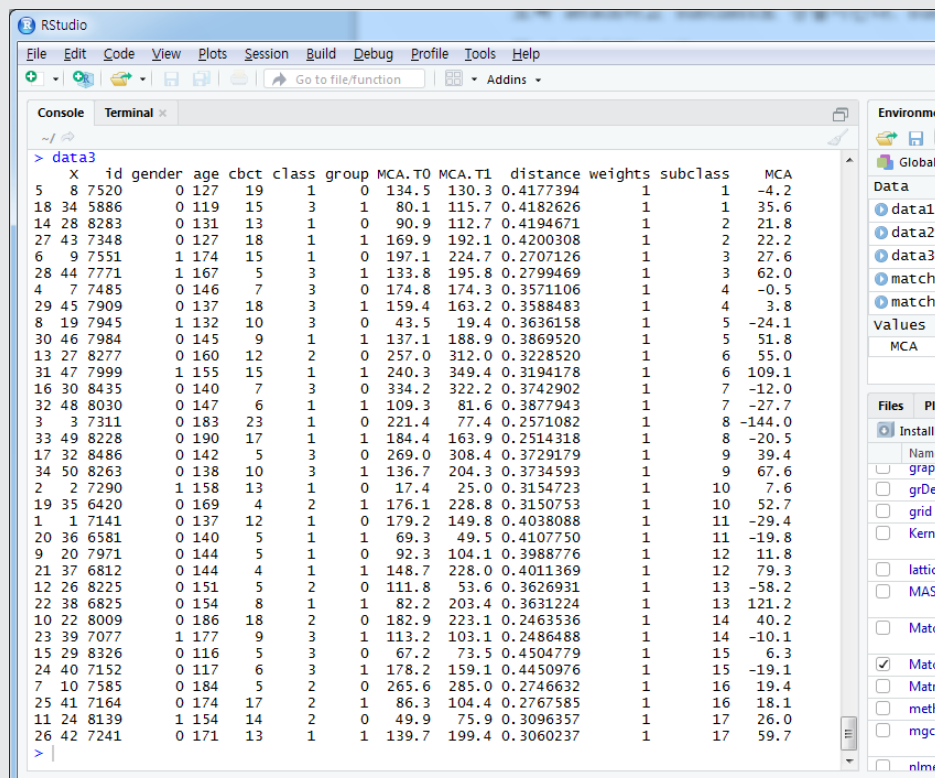 RStudio
File Edit Code View Plots Session Build Debug Profile Tools Help
Go to file/function Addins
Console Terminal
~/
> data3
X id gender age cbct class group MCA.T0 MCA.T1 distance weights subclass MCA
5 8 7520 0 127 19 1 0 134.5 130.3 0.4177394 1 1 -4.2
18 34 5886 0 119 15 3 1 80.1 115.7 0.4182626 1 1 35.6
14 28 8283 0 131 13 1 0 90.9 112.7 0.4194671 1 2 21.8
27 43 7348 0 127 18 1 1 169.9 192.1 0.4200308 1 2 22.2
6 9 7551 1 174 15 1 0 197.1 224.7 0.2707126 1 3 27.6
28 44 7771 1 167 5 3 1 133.8 195.8 0.2799469 1 3 62.0
4 7 7485 0 146 7 3 0 174.8 174.3 0.3571106 1 4 -0.5
29 45 7909 0 137 18 3 1 159.4 163.2 0.3588483 1 4 3.8
8 19 7945 1 132 10 3 0 43.5 19.4 0.3636158 1 5 -24.1
30 46 7984 0 145 9 1 1 137.1 188.9 0.3869520 1 5 51.8
13 27 8277 0 160 12 2 0 257.0 312.0 0.3228520 1 6 55.0
31 47 7999 1 155 15 1 1 240.3 349.4 0.3194178 1 6 109.1
16 30 8435 0 140 7 3 0 334.2 322.2 0.3742902 1 7 -12.0
32 48 8030 0 147 6 1 1 109.3 81.6 0.3877943 1 7 -27.7
3 3 7311 0 183 23 1 0 221.4 77.4 0.2571082 1 8 -144.0
33 49 8228 0 190 17 1 1 184.4 163.9 0.2514318 1 8 -20.5
17 32 8486 0 142 5 3 0 269.0 308.4 0.3729179 1 9 39.4
34 50 8263 0 138 10 3 1 136.7 204.3 0.3734593 1 9 67.6
2 2 7290 1 158 13 1 0 17.4 25.0 0.3154723 1 10 7.6
19 35 6420 0 169 4 2 1 176.1 228.8 0.3150753 1 10 52.7
1 1 7141 0 137 12 1 0 179.2 149.8 0.4038088 1 11 -29.4
20 36 6581 0 140 5 1 1 69.3 49.5 0.4107750 1 11 -19.8
9 20 7971 0 144 5 1 0 92.3 104.1 0.3988776 1 12 11.8
21 37 6812 0 144 4 1 1 148.7 228.0 0.4011369 1 12 79.3
12 26 8225 0 151 5 2 0 111.8 53.6 0.3626931 1 13 -58.2
22 38 6825 0 154 8 1 1 82.2 203.4 0.3631224 1 13 121.2
10 22 8009 0 186 18 2 0 182.9 223.1 0.2463536 1 14 40.2
23 39 7077 1 177 9 3 1 113.2 103.1 0.2486488 1 14 -10.1
15 29 8326 0 116 5 3 0 67.2 73.5 0.4504779 1 15 6.3
24 40 7152 0 117 6 3 1 178.2 159.1 0.4450976 1 15 -19.1
7 10 7585 0 184 5 2 0 265.6 285.0 0.2746632 1 16 19.4
25 41 7164 0 174 17 2 1 86.3 104.4 0.2767585 1 16 18.1
11 24 8139 1 154 14 2 0 49.9 75.9 0.3096357 1 17 26.0
26 42 7241 0 171 13 1 1 139.7 199.4 0.3060237 1 17 59.7
>
Environme
Global
Data
data1
data2
data3
match
match
Values
MCA
Files Pl
Install
Nam
grap
grDe
grid
Kern
lattic
MAS
Matc
Matc
Matr
meth
mgc
nlme